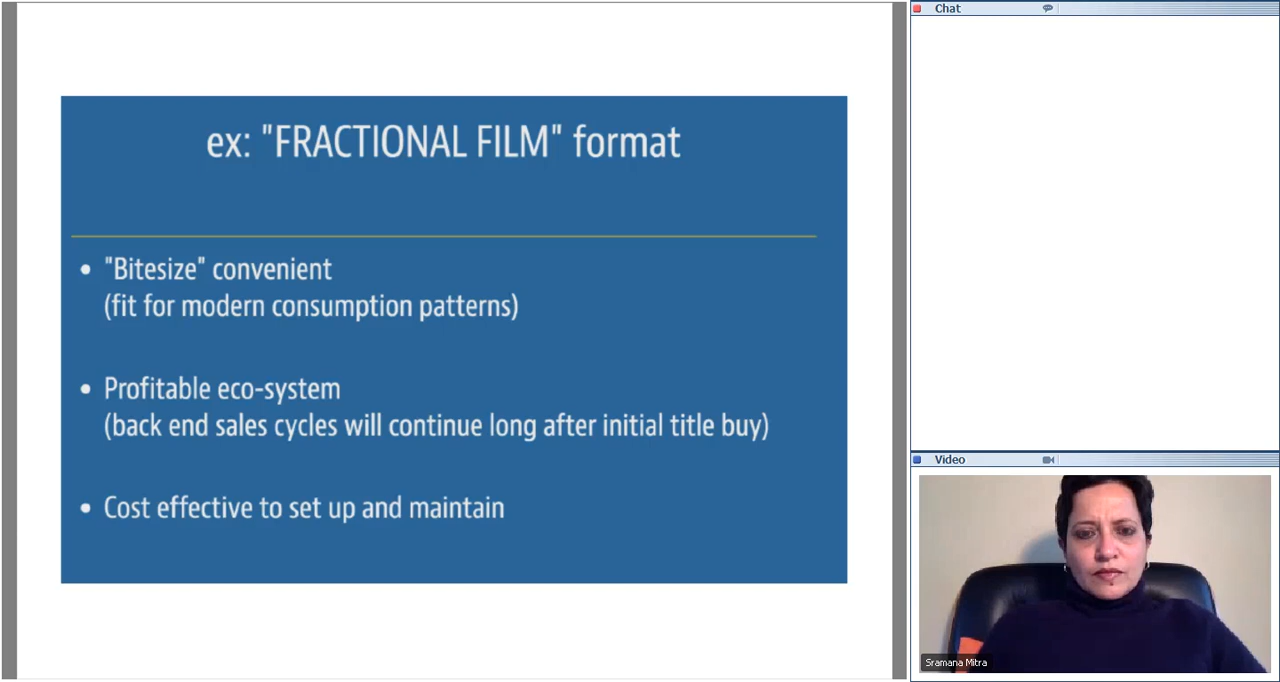 ex: "FRACTIONAL FILM" format
• "Bitesize" convenient
(fit for modern consumption patterns)
• Profitable eco-system
(back end sales cycles will continue long after initial title buy)
• Cost effective to set up and maintain
Chat
Video
Sramana Mitra